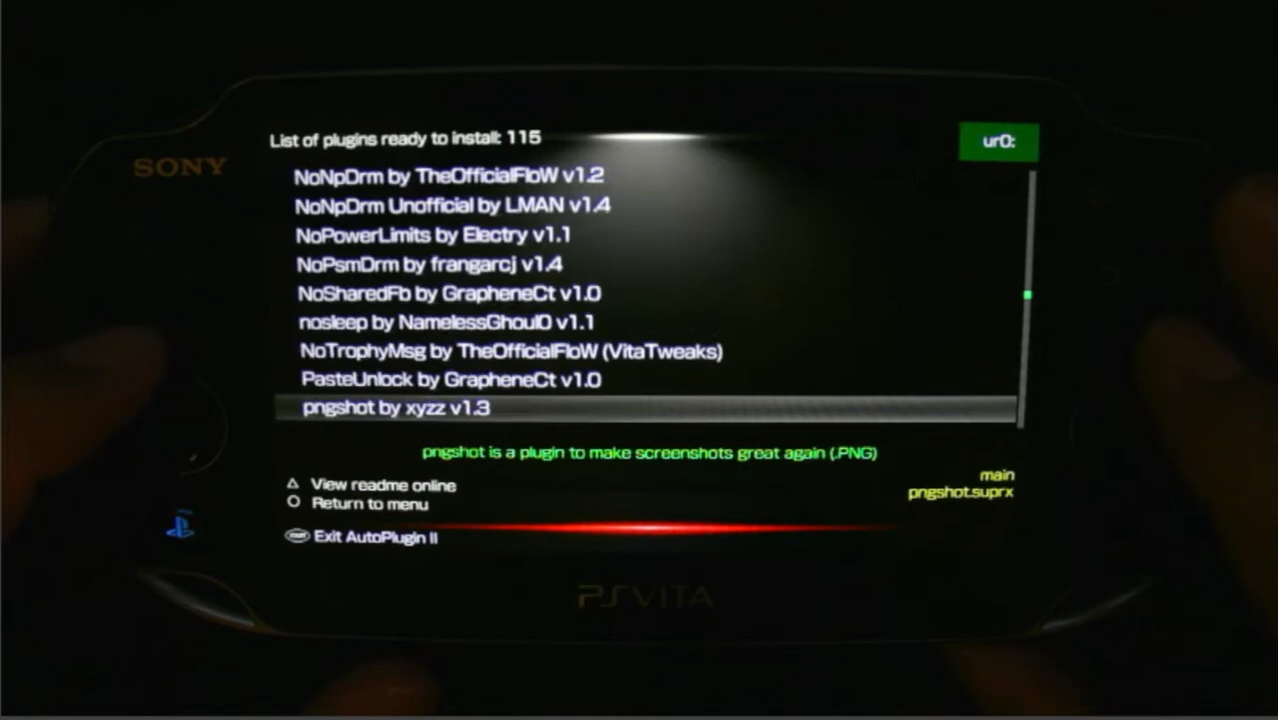 List of plugins ready to install: 115
ur0:
SONY
NoNpDrm by TheOfficialFloW v1.2
NoNpDrm Unofficial by LMAN v1.4
NoPowerLimits by Electry v1.1
NoPsmDrm by frangarcj v1.4
NoSharedFb by GrapheneCt v1.0
nosleep by NamelessGhoul0 v1.1
NoTrophyMsg by TheOfficialFloW (VitaTweaks)
PasteUnlock by GrapheneCt v1.0
pngshot by xyzz v1.3
pngshot is a plugin to make screenshots great again (.PNG)
main
△ View readme online
pngshot.suprx
○ Return to menu
Exit AutoPlugin II
PSVITA